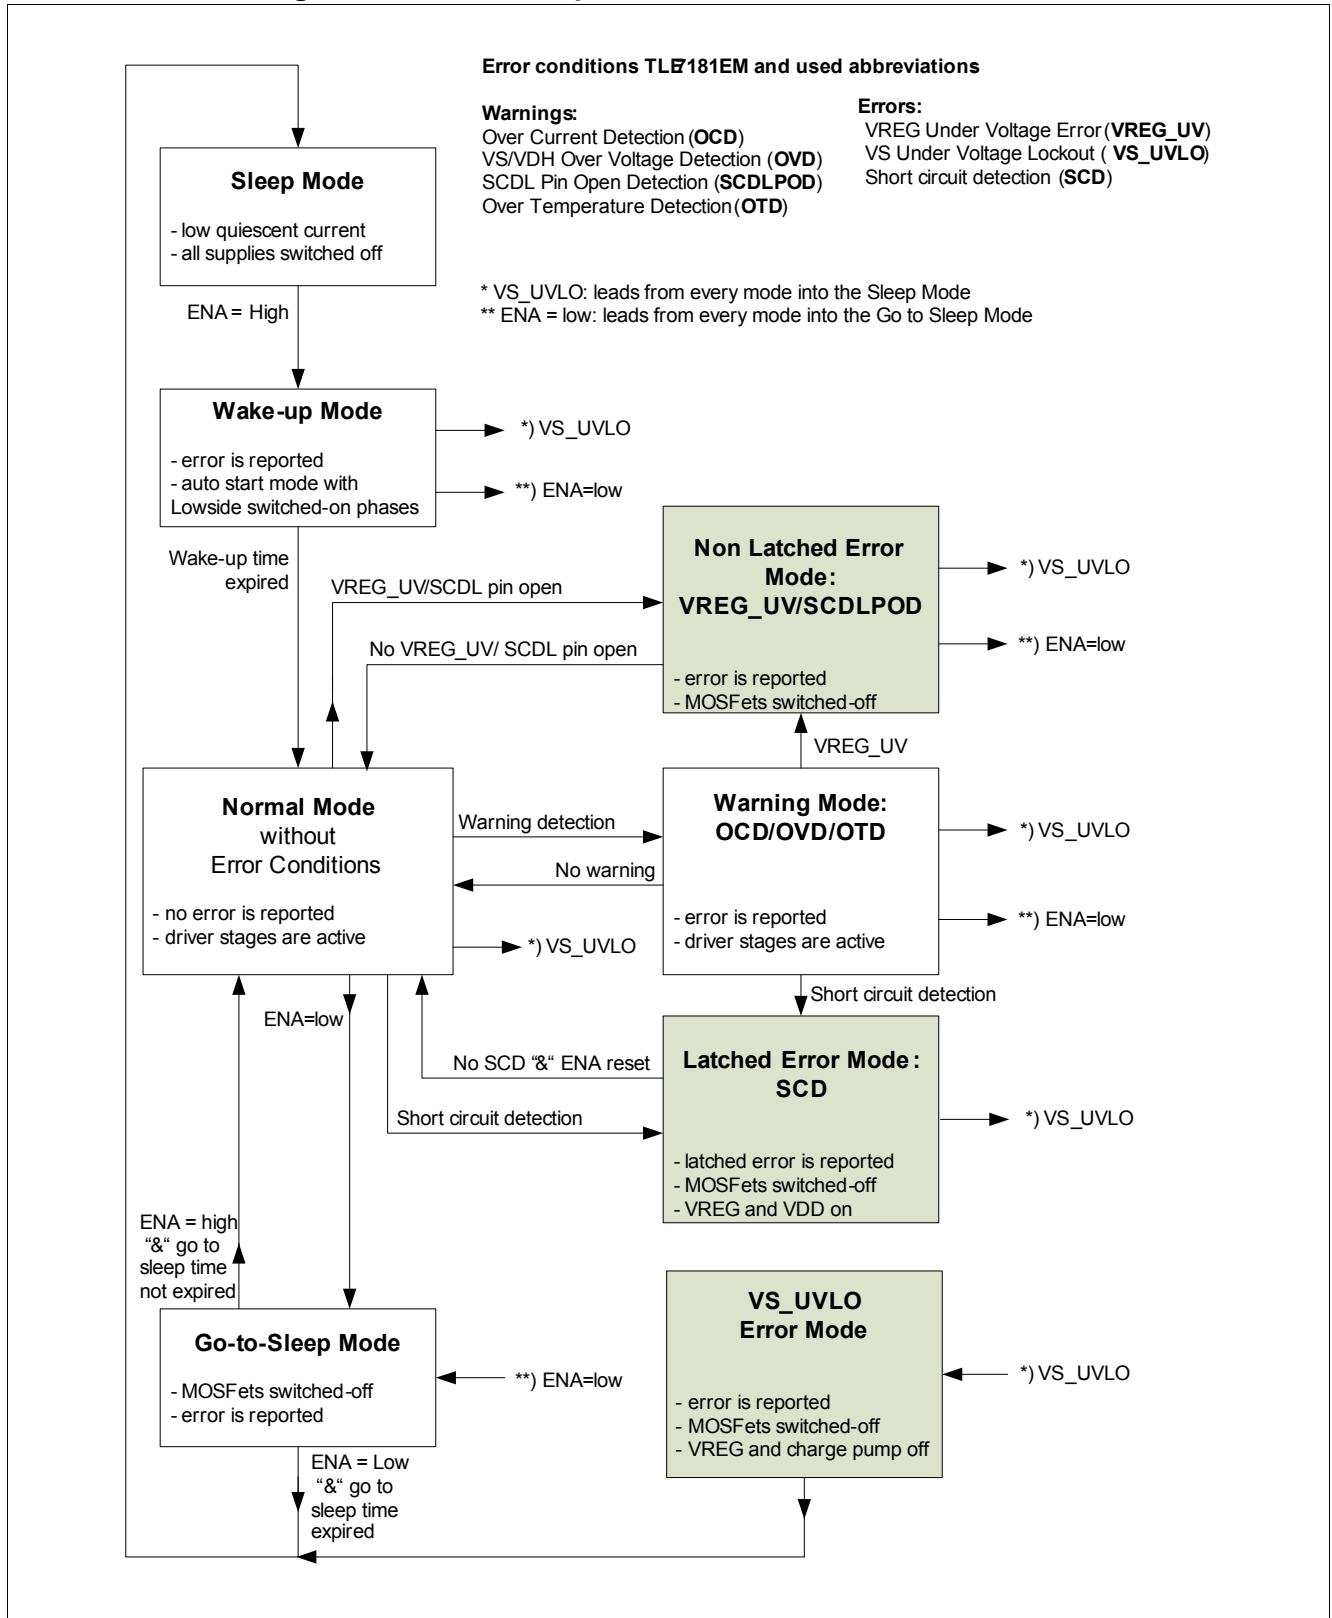 Error conditions TLE7181EM and used abbreviations
Warnings:
Over Current Detection (OCD)
VS/VDH Over Voltage Detection (OVD)
SCDL Pin Open Detection (SCDLPOD)
Over Temperature Detection (OTD)
Errors:
VREG Under Voltage Error (VREG_UV)
VS Under Voltage Lockout ( VS_UVLO)
Short circuit detection (SCD)
* VS_UVLO: leads from every mode into the Sleep Mode
** ENA = low: leads from every mode into the Go to Sleep Mode
Sleep Mode
- low quiescent current
- all supplies switched off
ENA = High
Wake-up Mode
- error is reported
- auto start mode with
Lowside switched-on phases
*) VS_UVLO
**) ENA=low
Wake-up time
expired
VREG_UV/SCDL pin open
No VREG_UV/ SCDL pin open
Non Latched Error
Mode:
VREG_UV/SCDLPOD
- error is reported
- MOSFets switched-off
*) VS_UVLO
**) ENA=low
VREG_UV
Normal Mode
without
Error Conditions
- no error is reported
- driver stages are active
Warning detection
No warning
*) VS_UVLO
Warning Mode:
OCD/OVD/OTD
- error is reported
- driver stages are active
*) VS_UVLO
**) ENA=low
Short circuit detection
ENA=low
No SCD “&“ ENA reset
Short circuit detection
Latched Error Mode:
SCD
- latched error is reported
- MOSFets switched-off
- VREG and VDD on
*) VS_UVLO
ENA = high
“&“ go to
sleep time
not expired
Go-to-Sleep Mode
- MOSFets switched-off
- error is reported
**) ENA=low
VS_UVLO
Error Mode
- error is reported
- MOSFets switched-off
- VREG and charge pump off
*) VS_UVLO
ENA = Low
“&“ go to
sleep time
expired